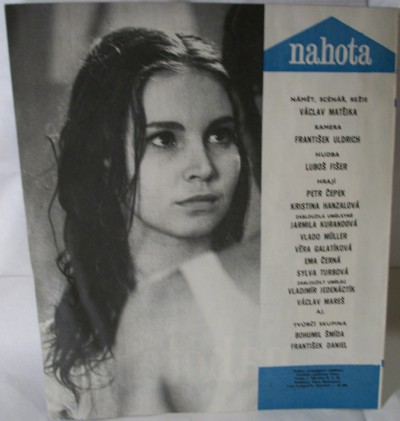 nahota
NÁMĚT, SCÉNÁŘ, REŽIE
VÁCLAV MATĚJKA
KAMERA
FRANTIŠEK ULDRICH
HUDBA
LUBOŠ FIŠER
HRAJÍ
PETR ČEPEK
KRISTINA HANZALOVÁ
ZASLOUŽILÁ UMĚLKYNĚ
JARMILA KURANDOVÁ
VLADO MÜLLER
VĚRA GALATÍKOVÁ
EMA ČERNÁ
SYLVA TURBOVÁ
ZASLOUŽILÝ UMĚLEC
VLADIMÍR JEDENÁCTÍK
VÁCLAV MAREŠ
AJ.
TVŮRČÍ SKUPINA
BOHUMIL ŠMÍDA
FRANTIŠEK DANIEL